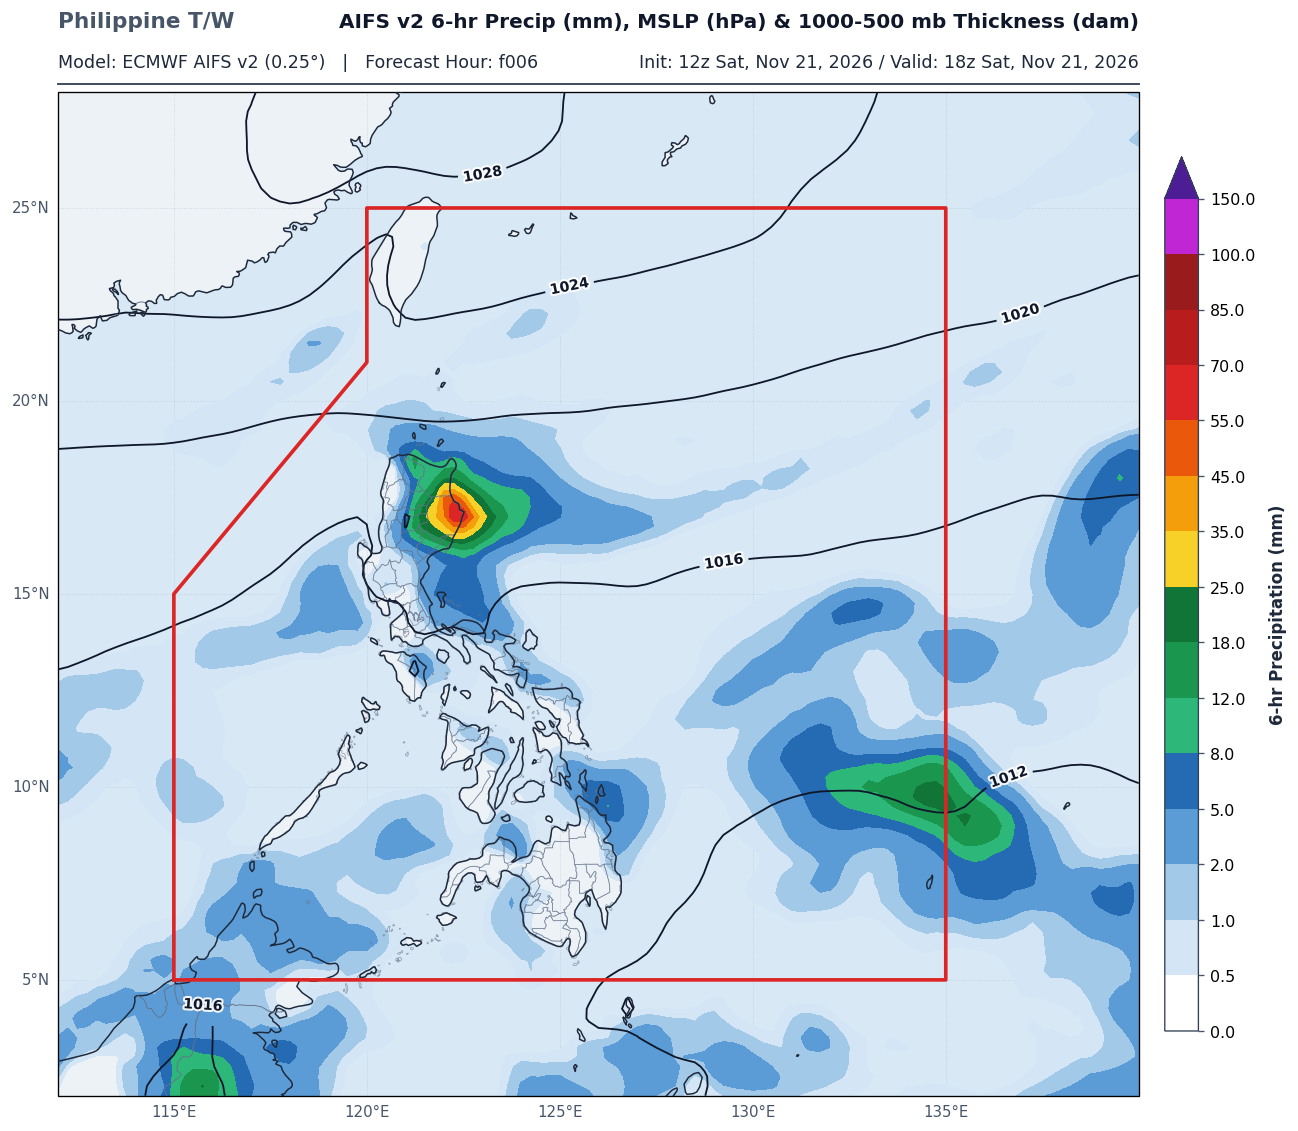 Philippine T/W
AIFS v2 6-hr Precip (mm), MSLP (hPa) & 1000-500 mb Thickness (dam)
Model: ECMWF AIFS v2 (0.25°) | Forecast Hour: f006
Init: 12z Sat, Nov 21, 2026 / Valid: 18z Sat, Nov 21, 2026
1028
1024
1020
1016
1012
1016
25°N
20°N
15°N
10°N
5°N
115°E
120°E
125°E
130°E
135°E
150.0
100.0
85.0
70.0
55.0
45.0
35.0
25.0
18.0
12.0
8.0
5.0
2.0
1.0
0.5
0.0
6-hr Precipitation (mm)